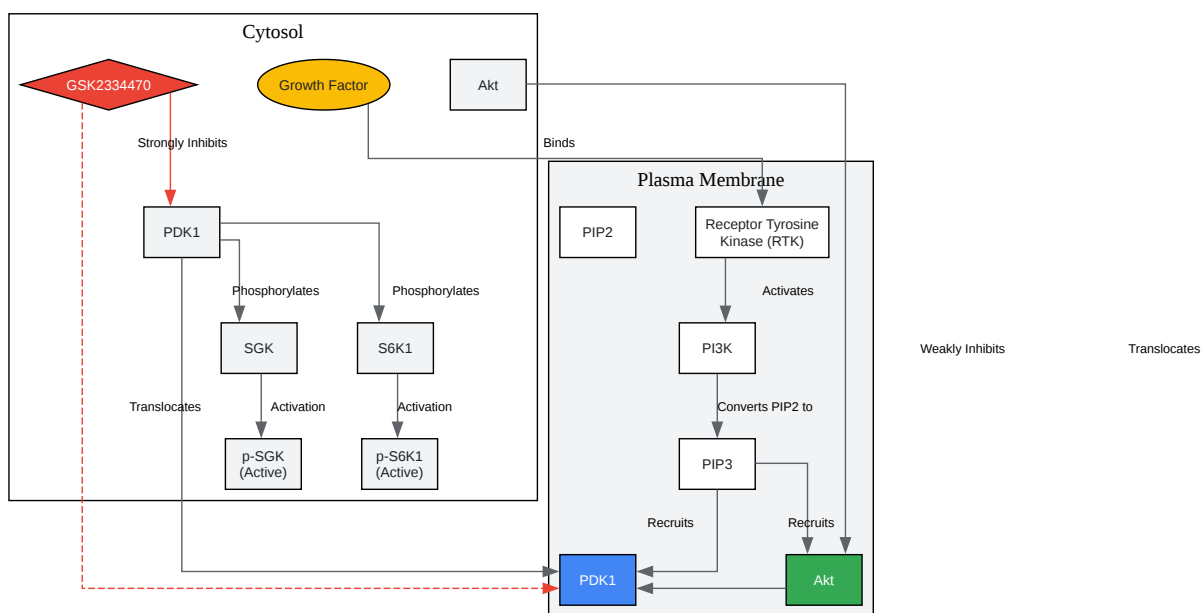 Cytosol
GSK2334470
Growth Factor
Akt
Strongly Inhibits
Binds
Plasma Membrane
PDK1
PIP2
Receptor Tyrosine
Kinase (RTK)
Phosphorylates
Phosphorylates
Activates
SGK
S6K1
PI3K
Weakly Inhibits
Translocates
Translocates
Activation
Activation
Converts PIP2 to
p-SGK
(Active)
p-S6K1
(Active)
PIP3
Recruits
Recruits
PDK1
Akt